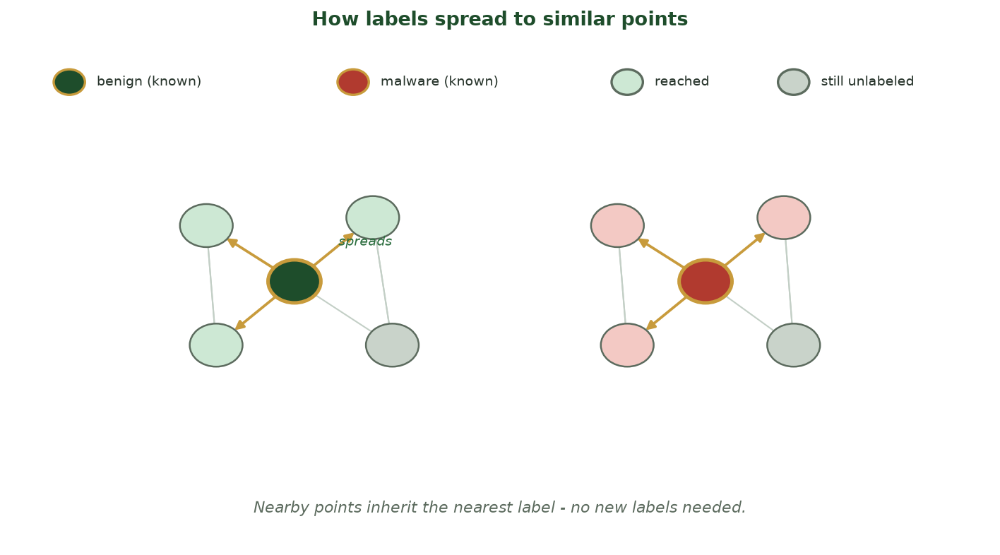 How labels spread to similar points
benign (known)
malware (known)
reached
still unlabeled
spreads
Nearby points inherit the nearest label - no new labels needed.